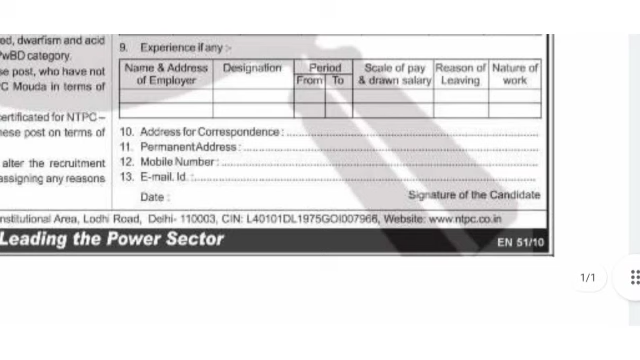 ed, dwarfism and acid
PwBD category.
se post, who have not
C Mouda in terms of
certificated for NTPC –
hese post on terms of
alter the recruitment
assigning any reasons
9. Experience if any :-
Name & Address of Employer
Designation
Period
From To
Scale of pay & drawn salary
Reason of Leaving
Nature of work
10. Address for Correspondence :
11. Permanent Address :
12. Mobile Number :
13. E-mail. Id. :
Date :
Signature of the Candidate
nstitutional Area, Lodhi Road, Delhi- 110003, CIN: L40101DL1975GOI007966, Website: www.ntpc.co.in
Leading the Power Sector
EN 51/10
1/1